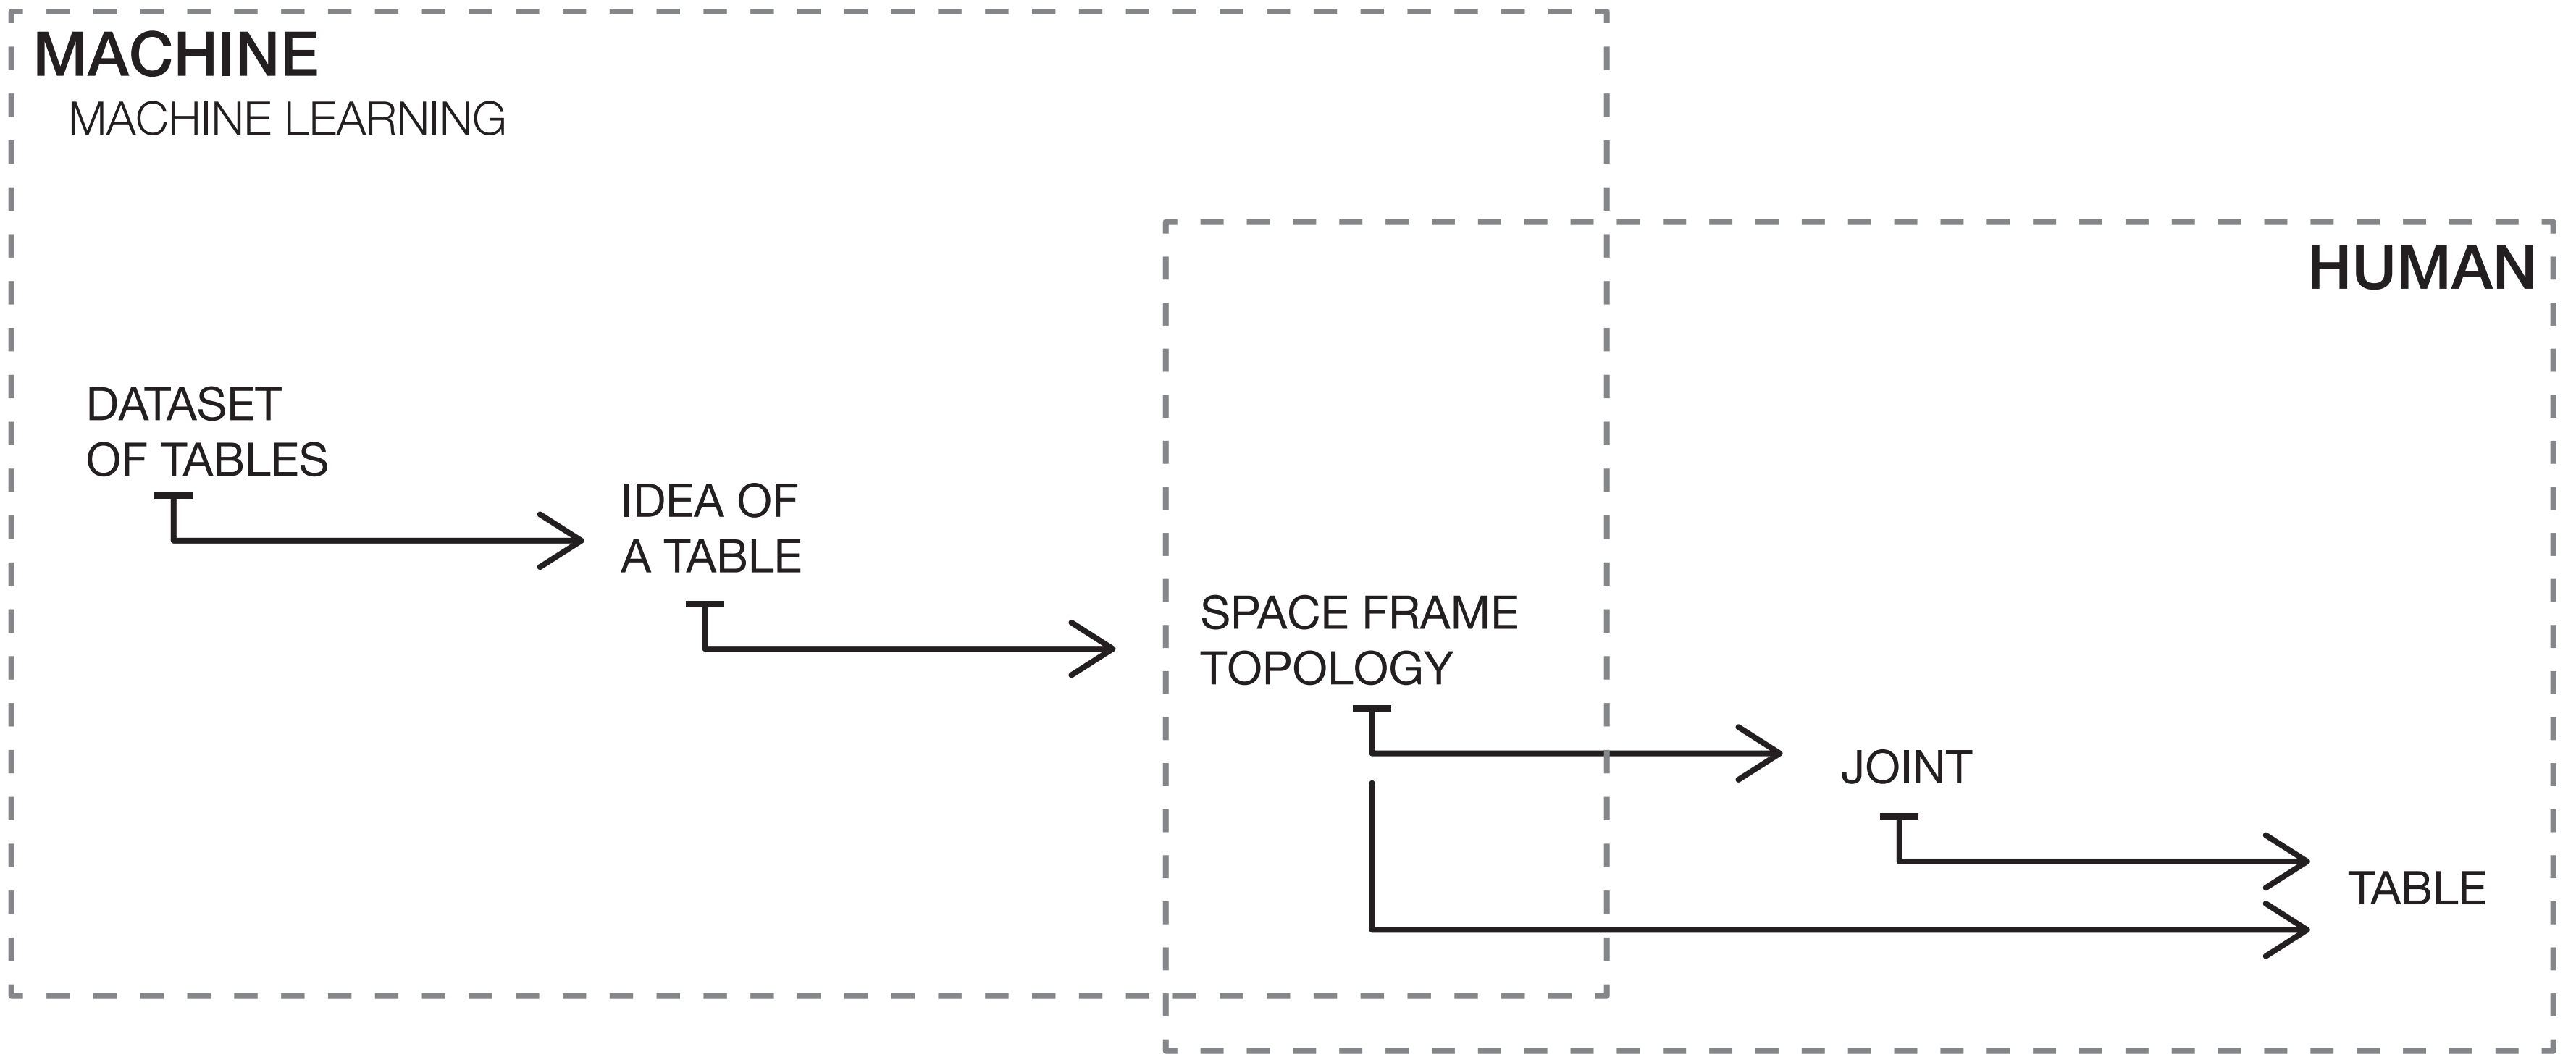 MACHINE
MACHINE LEARNING
HUMAN
DATASET
OF TABLES
IDEA OF
A TABLE
SPACE FRAME
TOPOLOGY
JOINT
TABLE